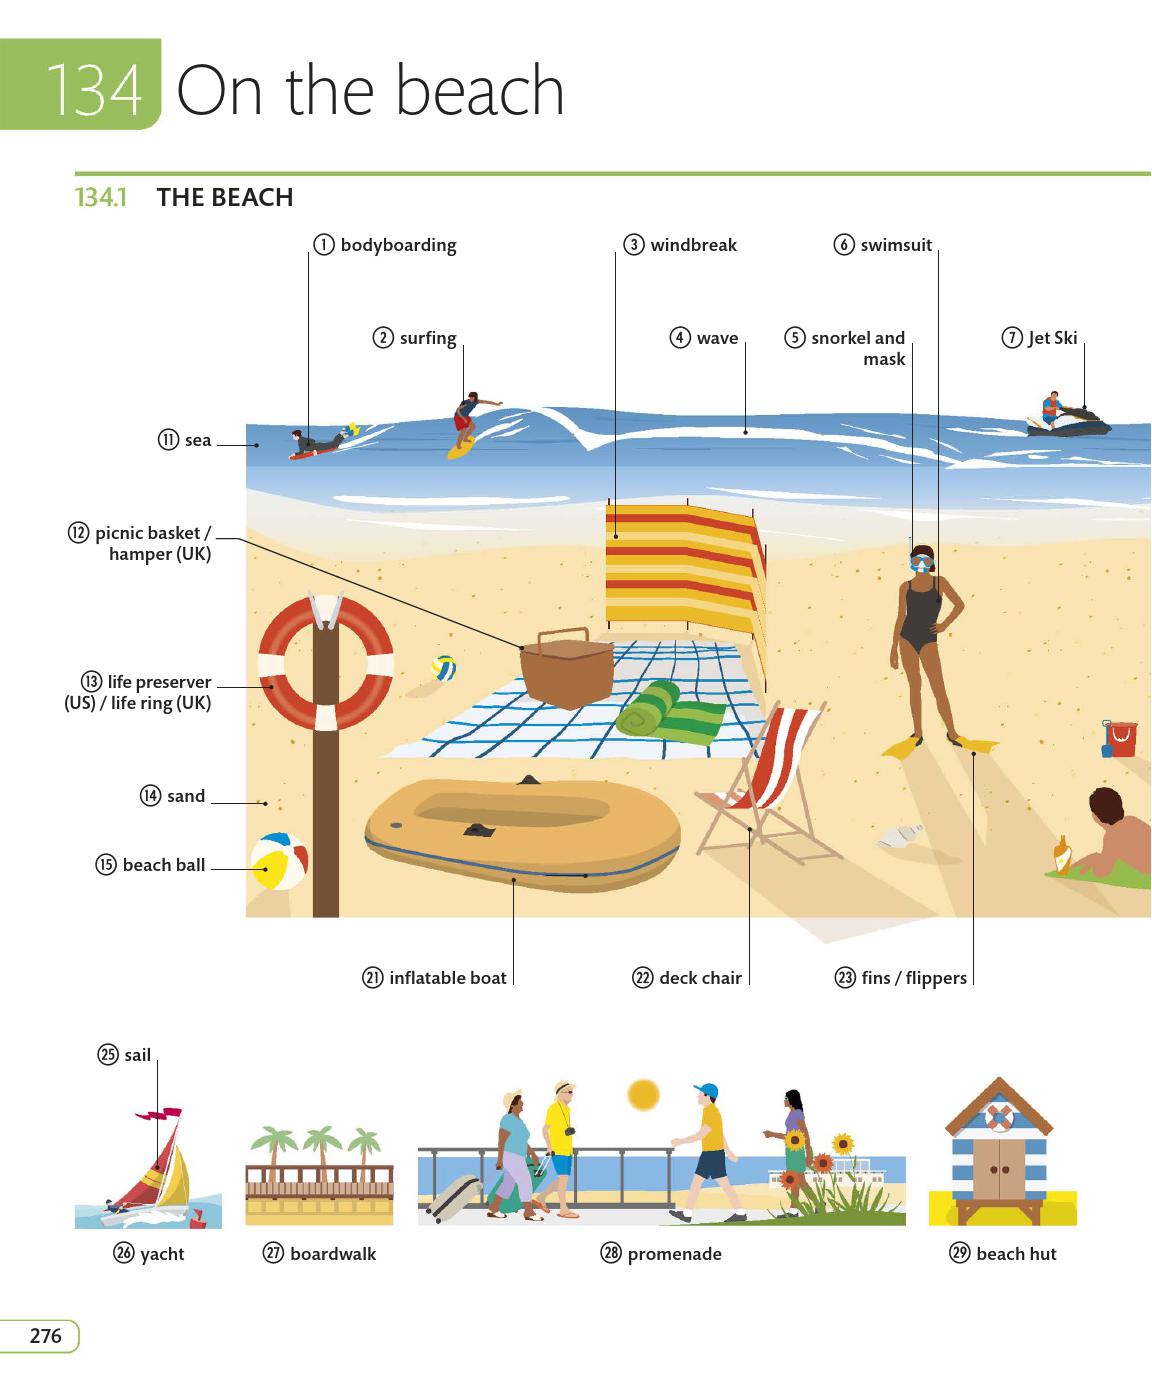 134 On the beach
134.1 THE BEACH
1 bodyboarding
3 windbreak
6 swimsuit
2 surfing
4 wave
5 snorkel and
mask
7 Jet Ski
11 sea
12 picnic basket /
hamper (UK)
13 life preserver
(US) / life ring (UK)
14 sand
15 beach ball
21 inflatable boat
22 deck chair
23 fins / flippers
25 sail
26 yacht
27 boardwalk
28 promenade
29 beach hut
276